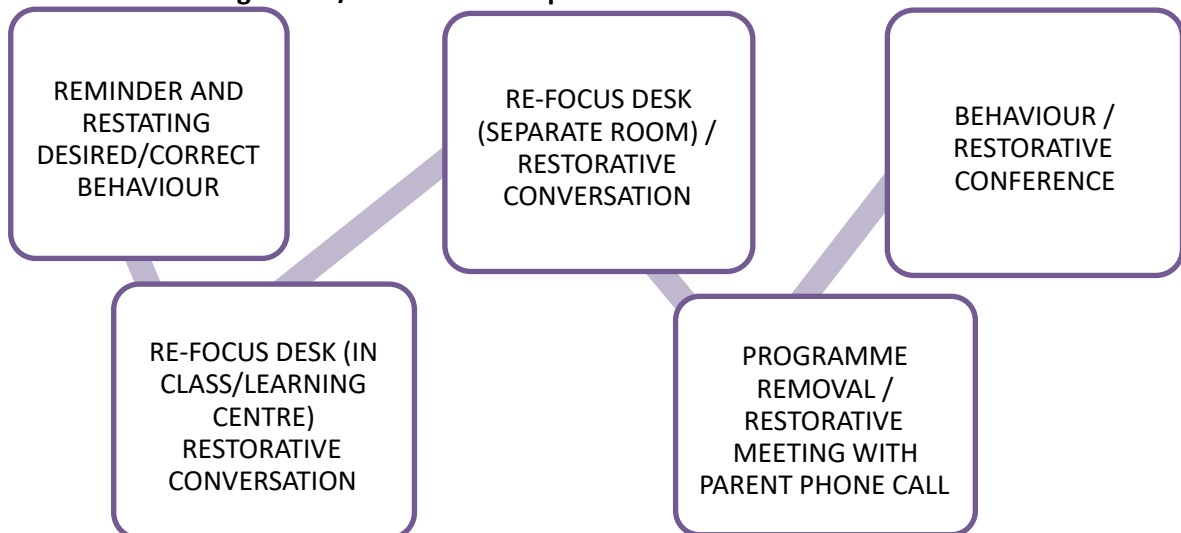 REMINDER AND
RESTATING
DESIRED/CORRECT
BEHAVIOUR
RE-FOCUS DESK (IN
CLASS/LEARNING
CENTRE)
RESTORATIVE
CONVERSATION
RE-FOCUS DESK
(SEPARATE ROOM) /
RESTORATIVE
CONVERSATION
PROGRAMME
REMOVAL /
RESTORATIVE
MEETING WITH
PARENT PHONE CALL
BEHAVIOUR /
RESTORATIVE
CONFERENCE